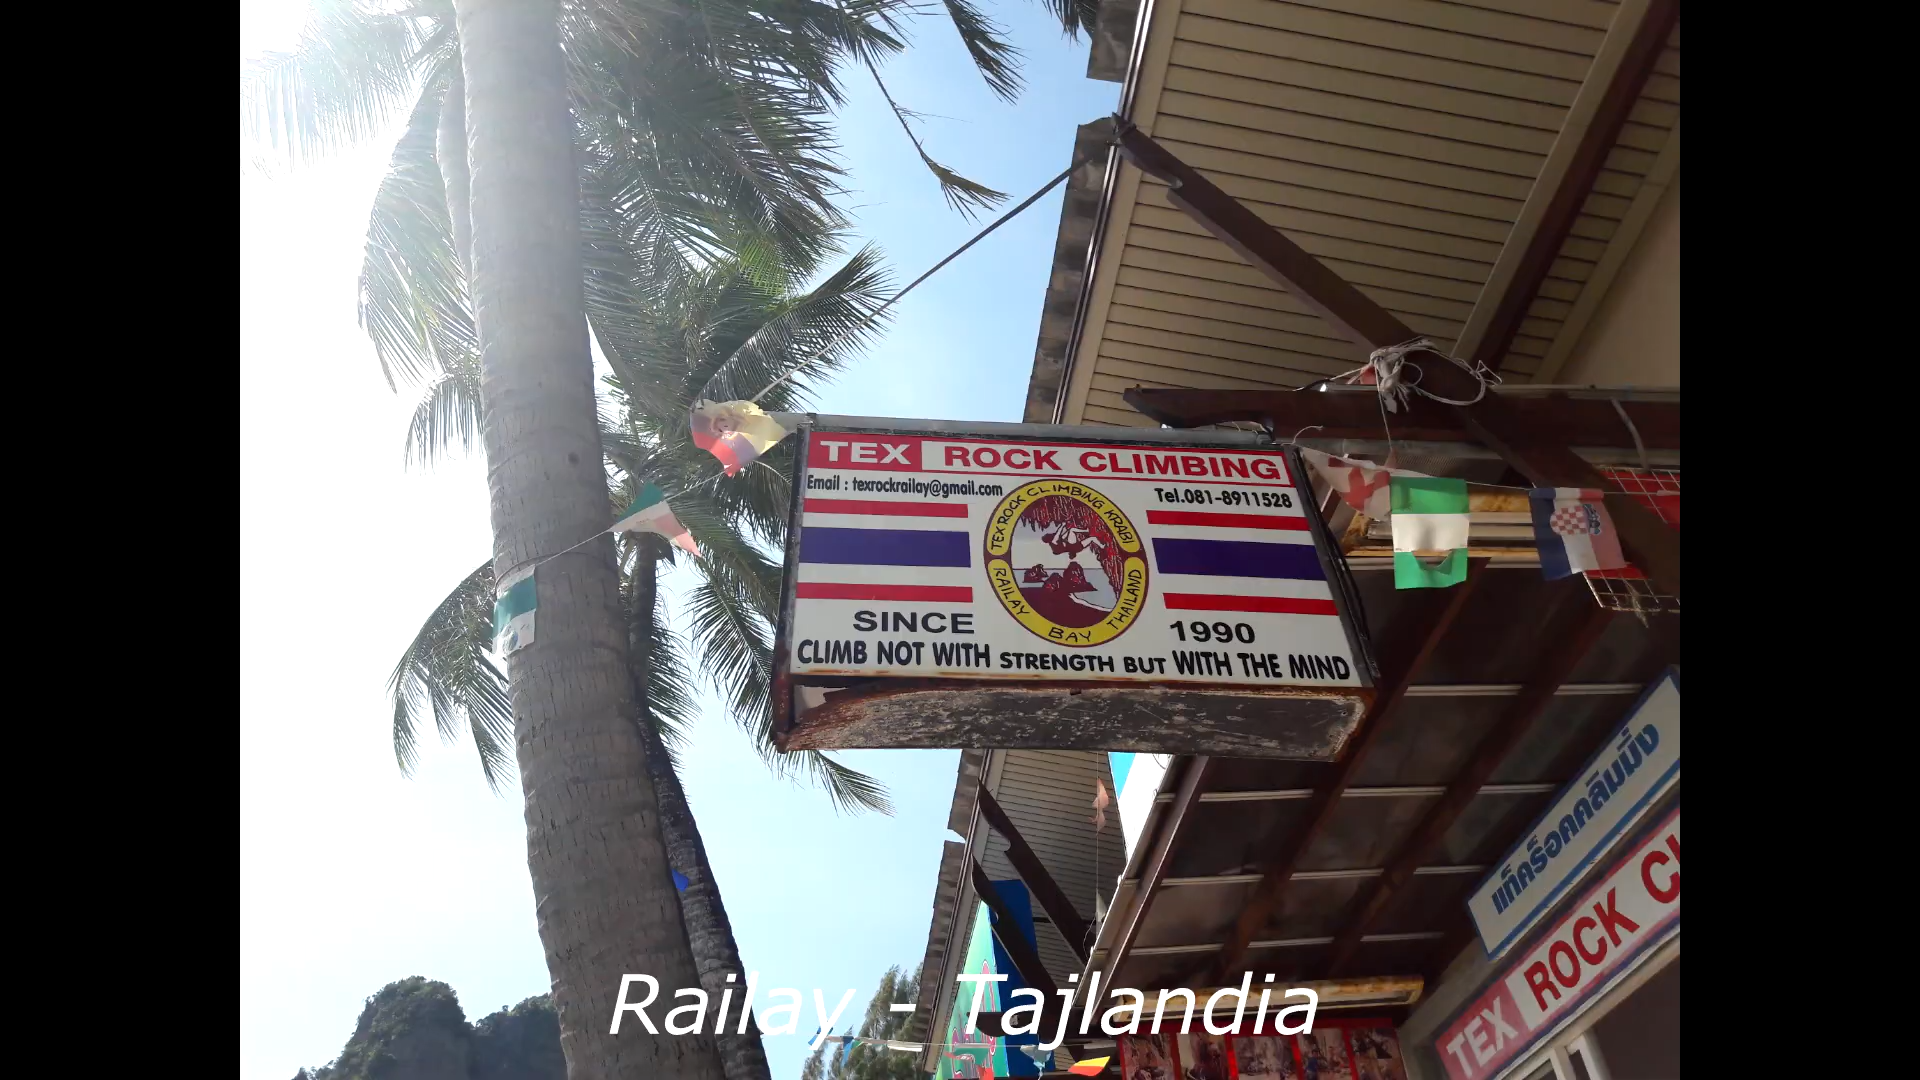 TEX ROCK CLIMBING
Email : texrockrailay@gmail.com
Tel.081-8911528
TEX ROCK CLIMBING KRABI
RAILAY BAY THAILAND
SINCE 1990
CLIMB NOT WITH STRENGTH BUT WITH THE MIND
แท็คร็อคคลิมมิ่ง
TEX ROCK CL
Railay - Tajlandia